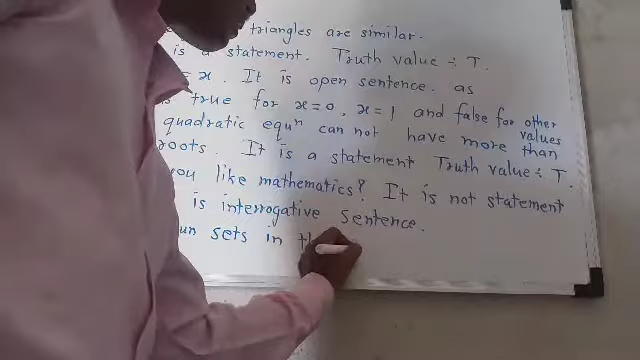 triangles are similar.
is a statement. Truth value ÷ T.
= x. It is open sentence. as
true for x=0, x=1 and false for other
values
quadratic equⁿ can not have more than
roots. It is a statement Truth value ÷ T.
you like mathematics? It is not statement
is interrogative sentence.
sets in